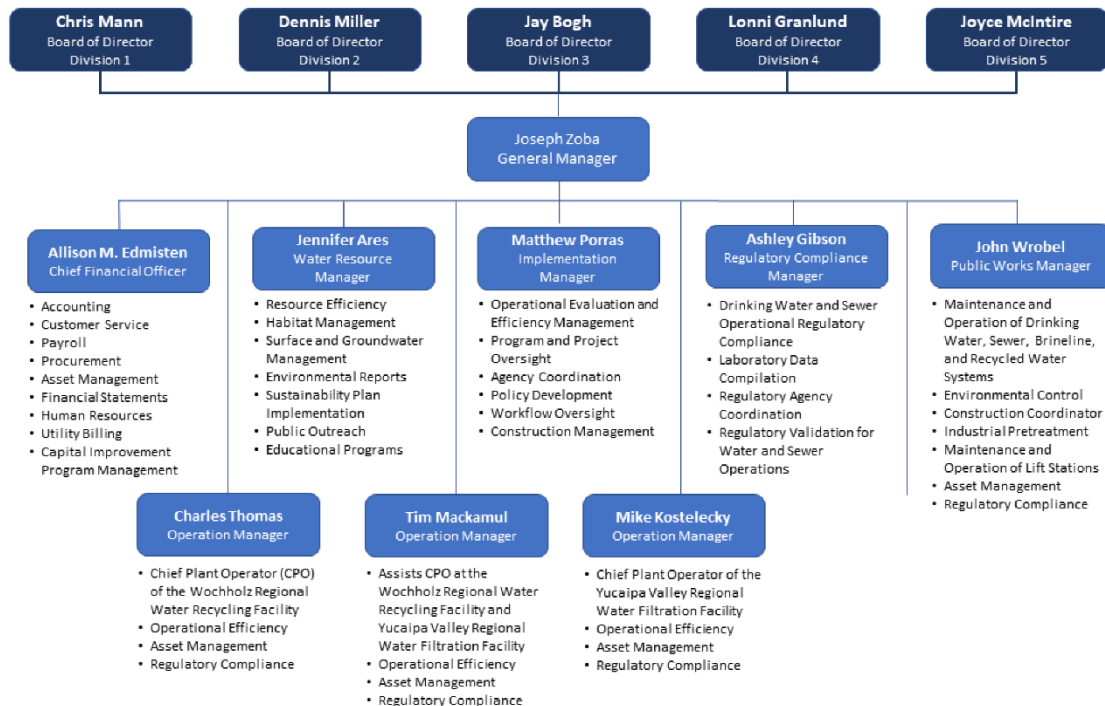 Chris Mann
Board of Director
Division 1
Dennis Miller
Board of Director
Division 2
Jay Bogh
Board of Director
Division 3
Lonni Granlund
Board of Director
Division 4
Joyce McIntire
Board of Director
Division 5
Joseph Zoba
General Manager
Allison M. Edmisten
Chief Financial Officer
• Accounting
• Customer Service
• Payroll
• Procurement
• Asset Management
• Financial Statements
• Human Resources
• Utility Billing
• Capital Improvement
Program Management
Jennifer Ares
Water Resource
Manager
• Resource Efficiency
• Habitat Management
• Surface and Groundwater
Management
• Environmental Reports
• Sustainability Plan
Implementation
• Public Outreach
• Educational Programs
Matthew Porras
Implementation
Manager
• Operational Evaluation and
Efficiency Management
• Program and Project
Oversight
• Agency Coordination
• Policy Development
• Workflow Oversight
• Construction Management
Ashley Gibson
Regulatory Compliance
Manager
• Drinking Water and Sewer
Operational Regulatory
Compliance
• Laboratory Data
Compilation
• Regulatory Agency
Coordination
• Regulatory Validation for
Water and Sewer
Operations
John Wrobel
Public Works Manager
• Maintenance and
Operation of Drinking
Water, Sewer, Brineline,
and Recycled Water
Systems
• Environmental Control
• Construction Coordinator
• Industrial Pretreatment
• Maintenance and
Operation of Lift Stations
• Asset Management
• Regulatory Compliance
Charles Thomas
Operation Manager
• Chief Plant Operator (CPO)
of the Wochholz Regional
Water Recycling Facility
• Operational Efficiency
• Asset Management
• Regulatory Compliance
Tim Mackamul
Operation Manager
• Assists CPO at the
Wochholz Regional Water
Recycling Facility and
Yucaipa Valley Regional
Water Filtration Facility
• Operational Efficiency
• Asset Management
• Regulatory Compliance
Mike Kostelecky
Operation Manager
• Chief Plant Operator of the
Yucaipa Valley Regional
Water Filtration Facility
• Operational Efficiency
• Asset Management
• Regulatory Compliance